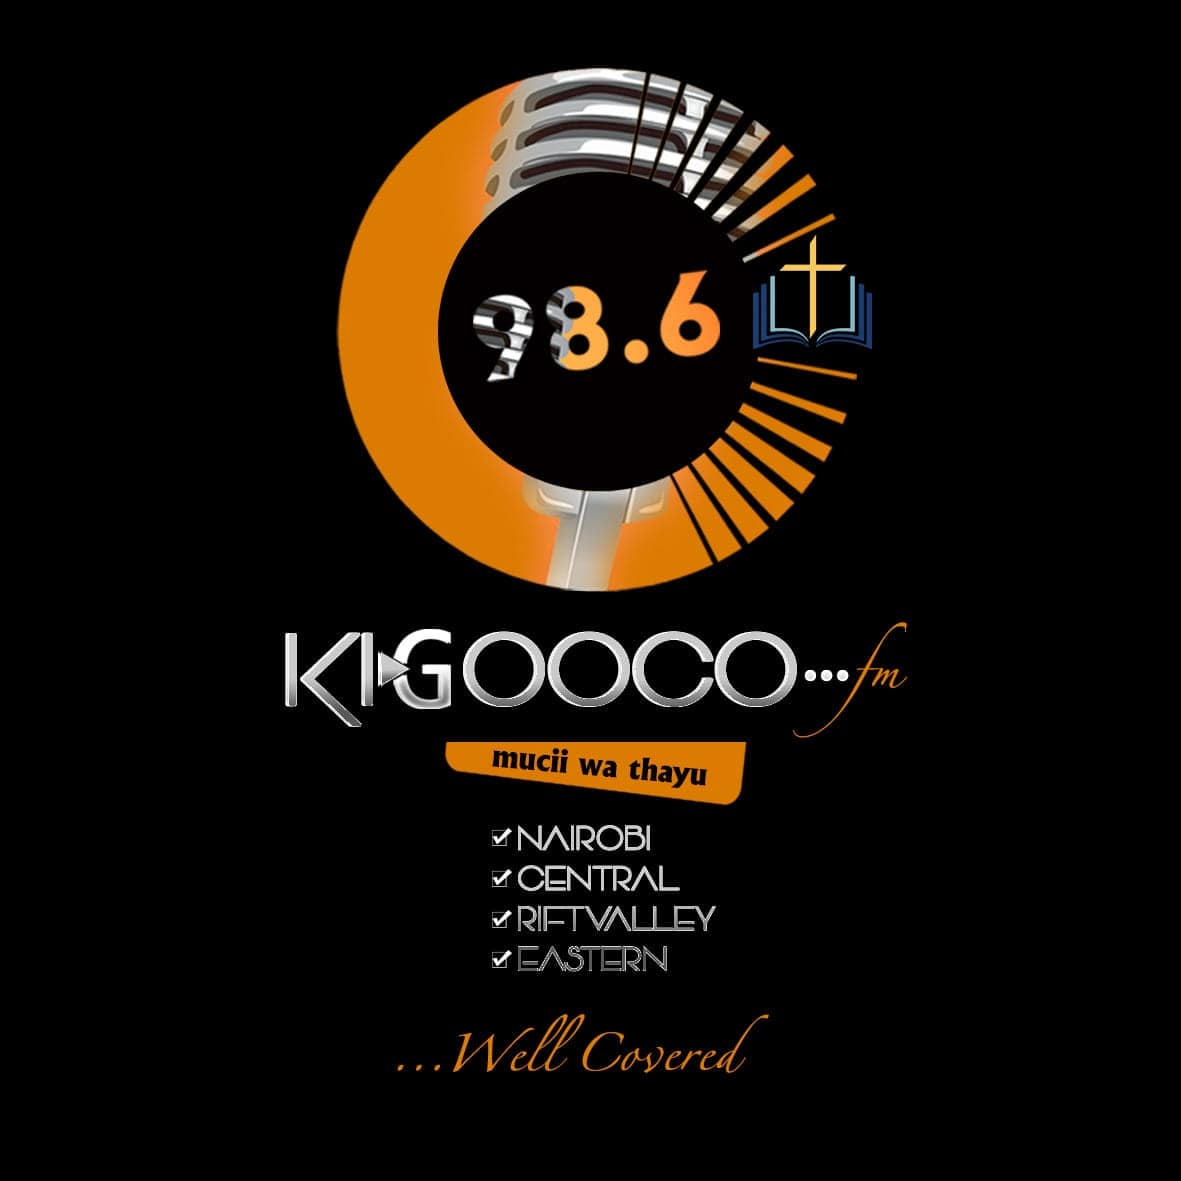 98.6
KIGOOCO...fm
mucii wa thayu
NAIROBI
CENTRAL
RIFTVALLEY
EASTERN
...Well Covered